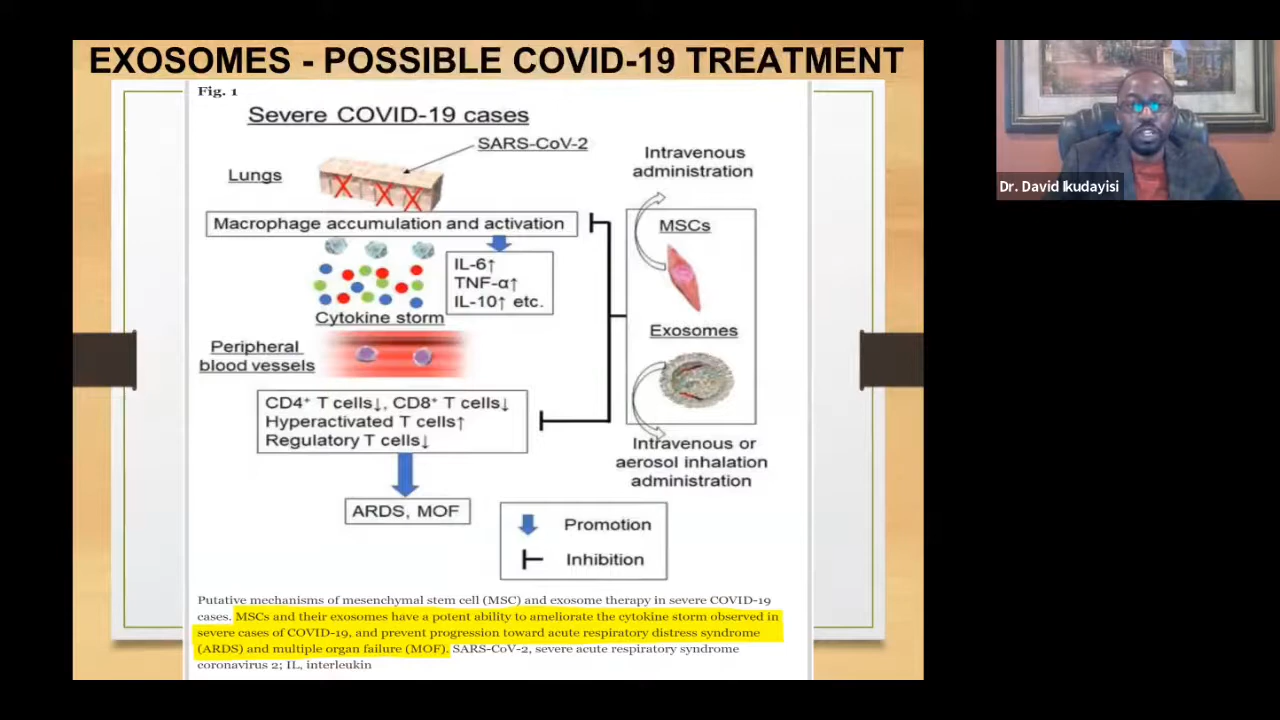 EXOSOMES - POSSIBLE COVID-19 TREATMENT
Fig. 1
Severe COVID-19 cases
SARS-CoV-2
Lungs
Macrophage accumulation and activation
IL-6↑
TNF-α↑
IL-10↑ etc.
Cytokine storm
Peripheral
blood vessels
CD4⁺ T cells↓, CD8⁺ T cells↓
Hyperactivated T cells↑
Regulatory T cells↓
ARDS, MOF
Intravenous
administration
MSCs
Exosomes
Intravenous or
aerosol inhalation
administration
Promotion
Inhibition
Putative mechanisms of mesenchymal stem cell (MSC) and exosome therapy in severe COVID-19
cases. MSCs and their exosomes have a potent ability to ameliorate the cytokine storm observed in
severe cases of COVID-19, and prevent progression toward acute respiratory distress syndrome
(ARDS) and multiple organ failure (MOF). SARS-CoV-2, severe acute respiratory syndrome
coronavirus 2; IL, interleukin
Dr. David Ikudayisi